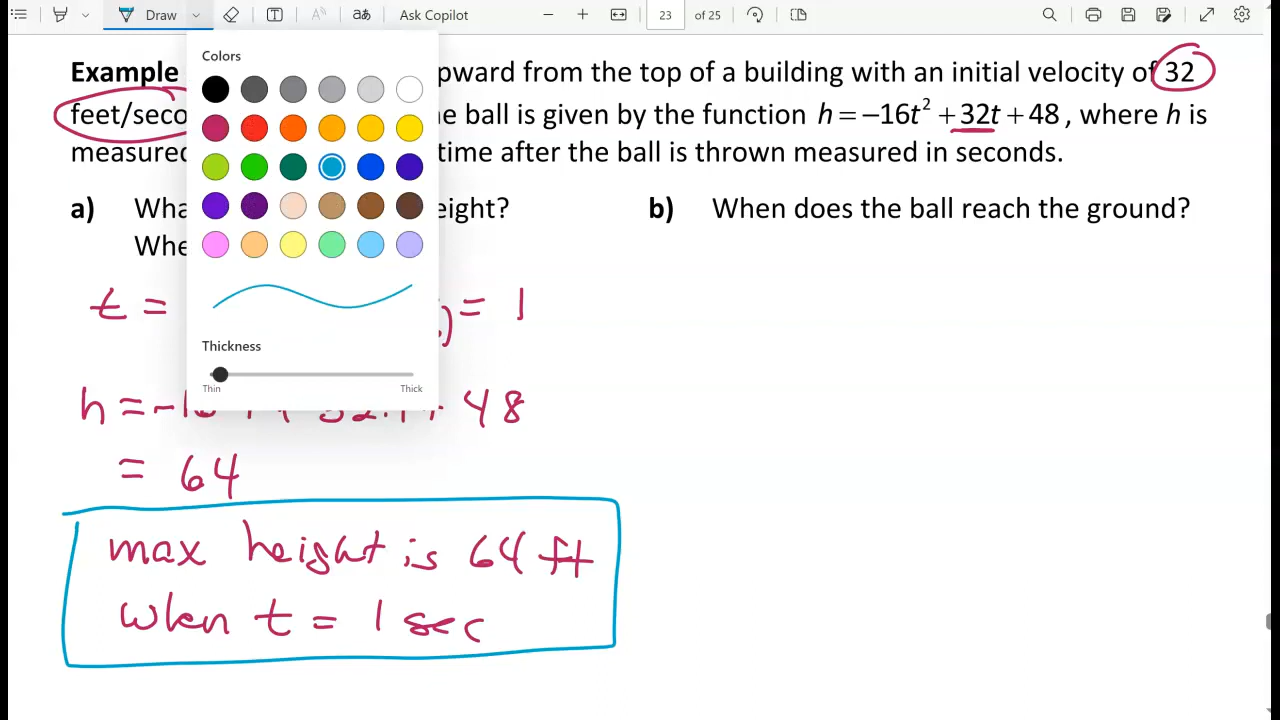 Draw
Ask Copilot
23 of 25
Colors
Example pward from the top of a building with an initial velocity of 32
feet/seco e ball is given by the function h = −16t² + 32t + 48, where h is
measured time after the ball is thrown measured in seconds.
a) Wha eight?
Whe
b) When does the ball reach the ground?
t = ) = 1
Thickness
Thin Thick
h = -16 32.1 + 48
= 64
max height is 64 ft
when t = 1 sec